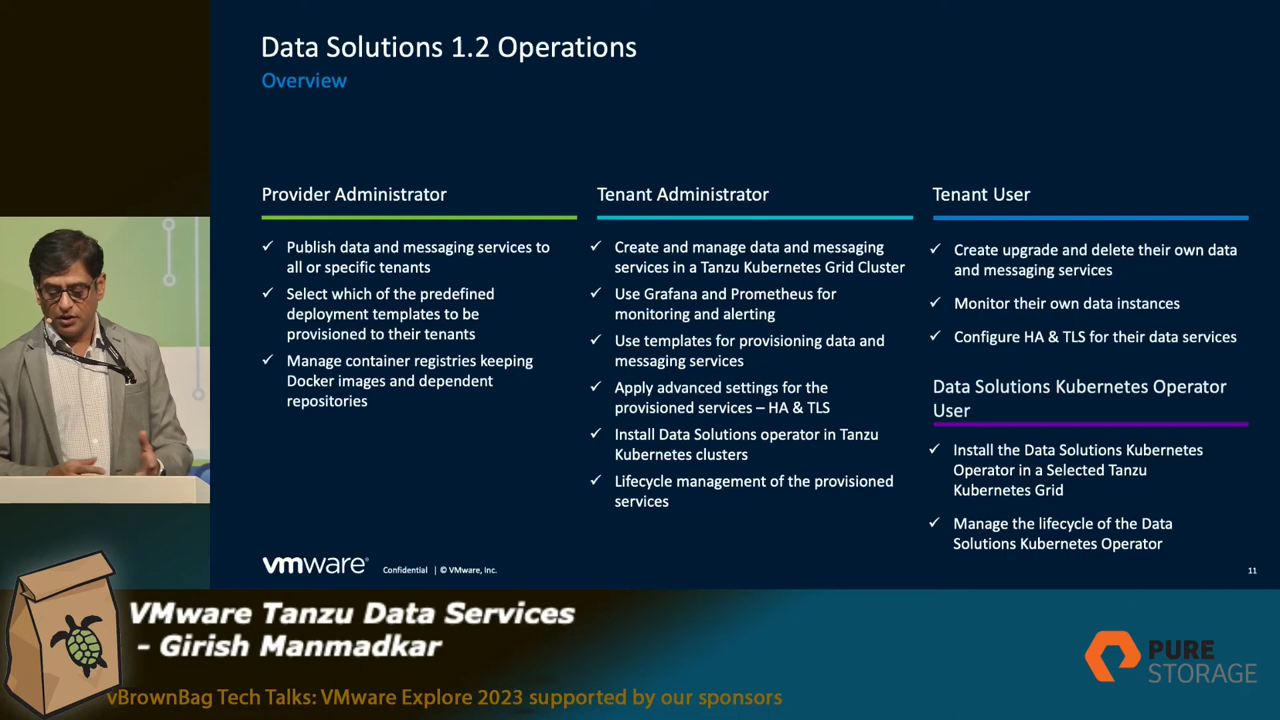 Data Solutions 1.2 Operations
Overview
Provider Administrator
Publish data and messaging services to
all or specific tenants
Select which of the predefined
deployment templates to be
provisioned to their tenants
Manage container registries keeping
Docker images and dependent
repositories
Tenant Administrator
Create and manage data and messaging
services in a Tanzu Kubernetes Grid Cluster
Use Grafana and Prometheus for
monitoring and alerting
Use templates for provisioning data and
messaging services
Apply advanced settings for the
provisioned services – HA & TLS
Install Data Solutions operator in Tanzu
Kubernetes clusters
Lifecycle management of the provisioned
services
Tenant User
Create upgrade and delete their own data
and messaging services
Monitor their own data instances
Configure HA & TLS for their data services
Data Solutions Kubernetes Operator
User
Install the Data Solutions Kubernetes
Operator in a Selected Tanzu
Kubernetes Grid
Manage the lifecycle of the Data
Solutions Kubernetes Operator
vmware®
Confidential | © VMware, Inc.
11
VMware Tanzu Data Services
- Girish Manmadkar
PURE
STORAGE
vBrownBag Tech Talks: VMware Explore 2023 supported by our sponsors